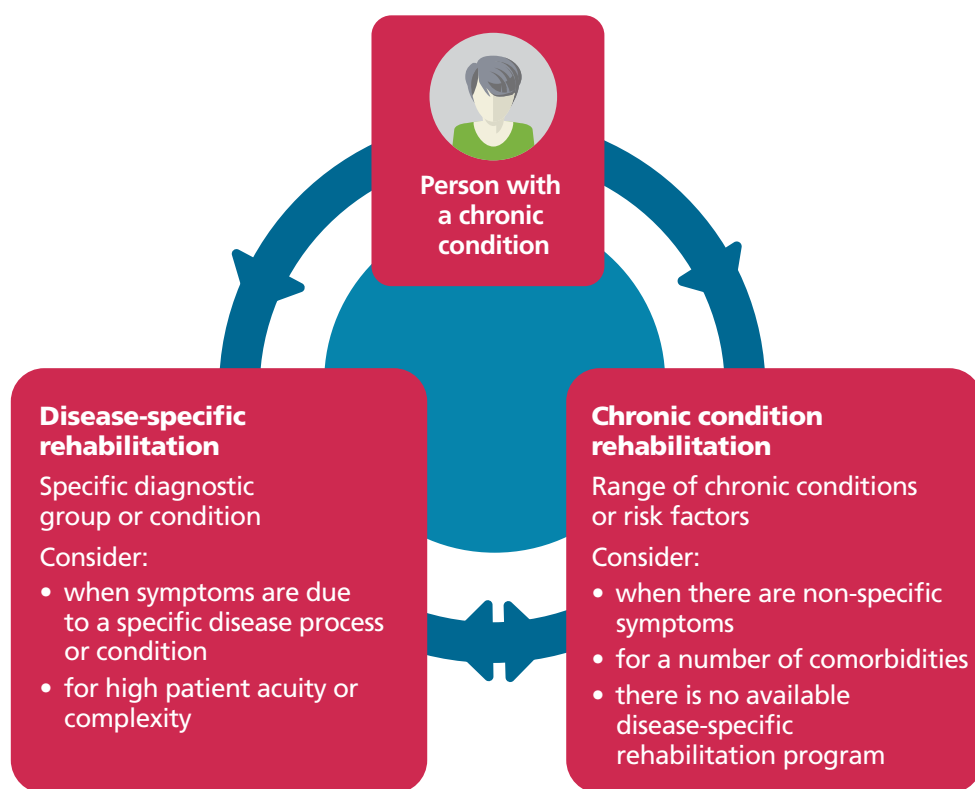 Person with
a chronic
condition
Disease-specific
rehabilitation
Specific diagnostic
group or condition
Consider:
• when symptoms are due
to a specific disease process
or condition
• for high patient acuity or
complexity
Chronic condition
rehabilitation
Range of chronic conditions
or risk factors
Consider:
• when there are non-specific
symptoms
• for a number of comorbidities
• there is no available
disease-specific
rehabilitation program